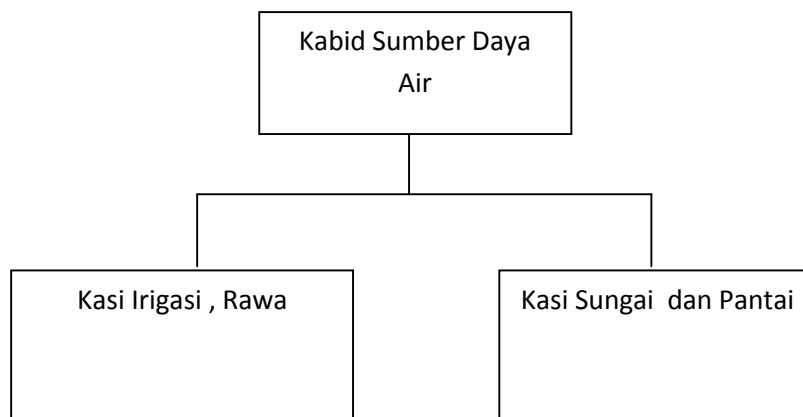 Kabid Sumber Daya
Air
Kasi Irigasi , Rawa
Kasi Sungai  dan Pantai